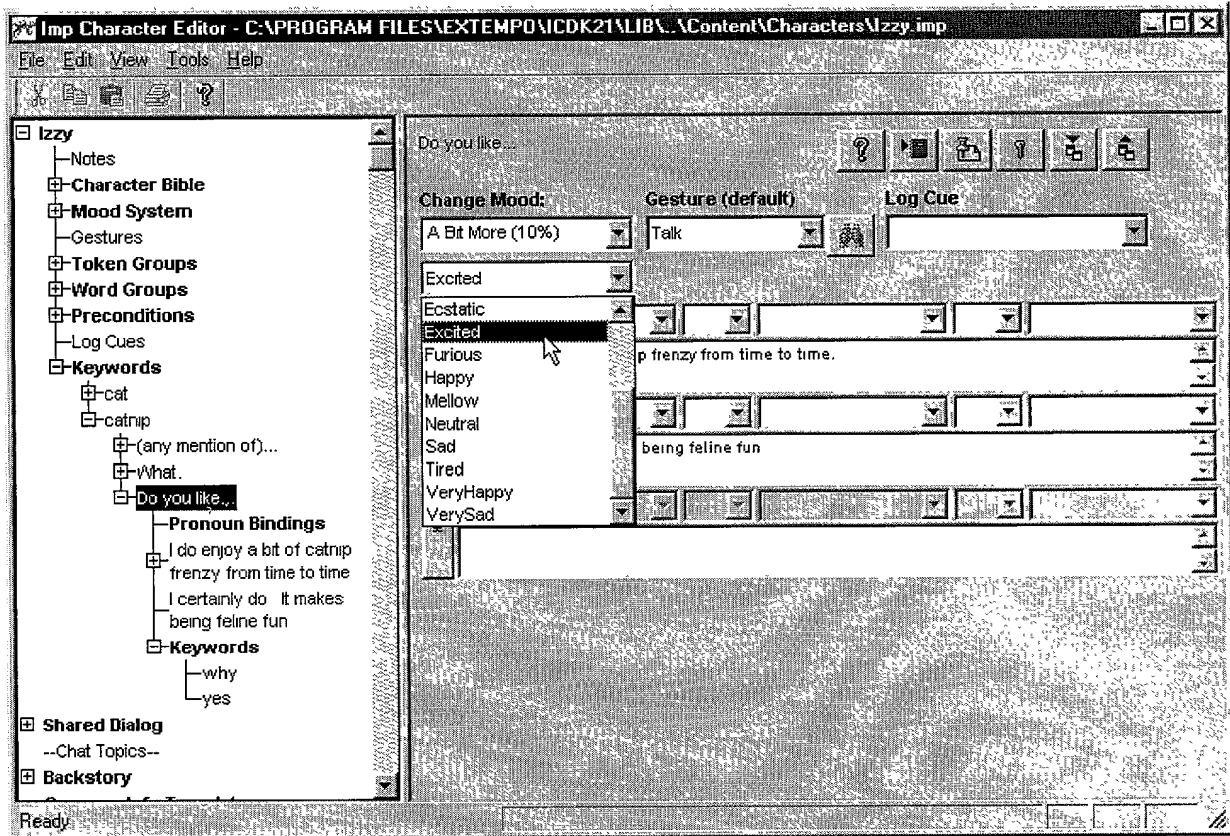 Imp Character Editor - C:\PROGRAM FILES\EXTEMPO\ICDK21\LIB\..\Content\Characters\Izzy.imp
File Edit View Tools Help
Izzy
Notes
Character Bible
Mood System
Gestures
Token Groups
Word Groups
Preconditions
Log Cues
Keywords
cat
catnip
(any mention of)...
What.
Do you like...
Pronoun Bindings
I do enjoy a bit of catnip
frenzy from time to time
I certainly do It makes
being feline fun
Keywords
why
yes
Shared Dialog
--Chat Topics--
Backstory
Do you like...
Change Mood: Gesture (default) Log Cue
A Bit More (10%) Talk
Excited
Ecstatic
Excited
Furious
p frenzy from time to time.
Happy
Mellow
Neutral
Sad
being feline fun
Tired
VeryHappy
VerySad
Ready